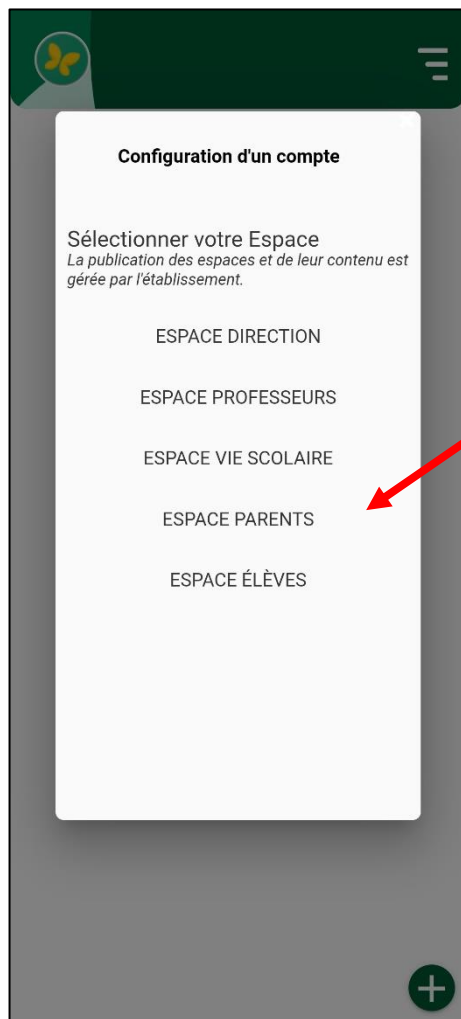 Configuration d'un compte
Sélectionner votre Espace
La publication des espaces et de leur contenu est
gérée par l'établissement.
ESPACE DIRECTION
ESPACE PROFESSEURS
ESPACE VIE SCOLAIRE
ESPACE PARENTS
ESPACE ÉLÈVES